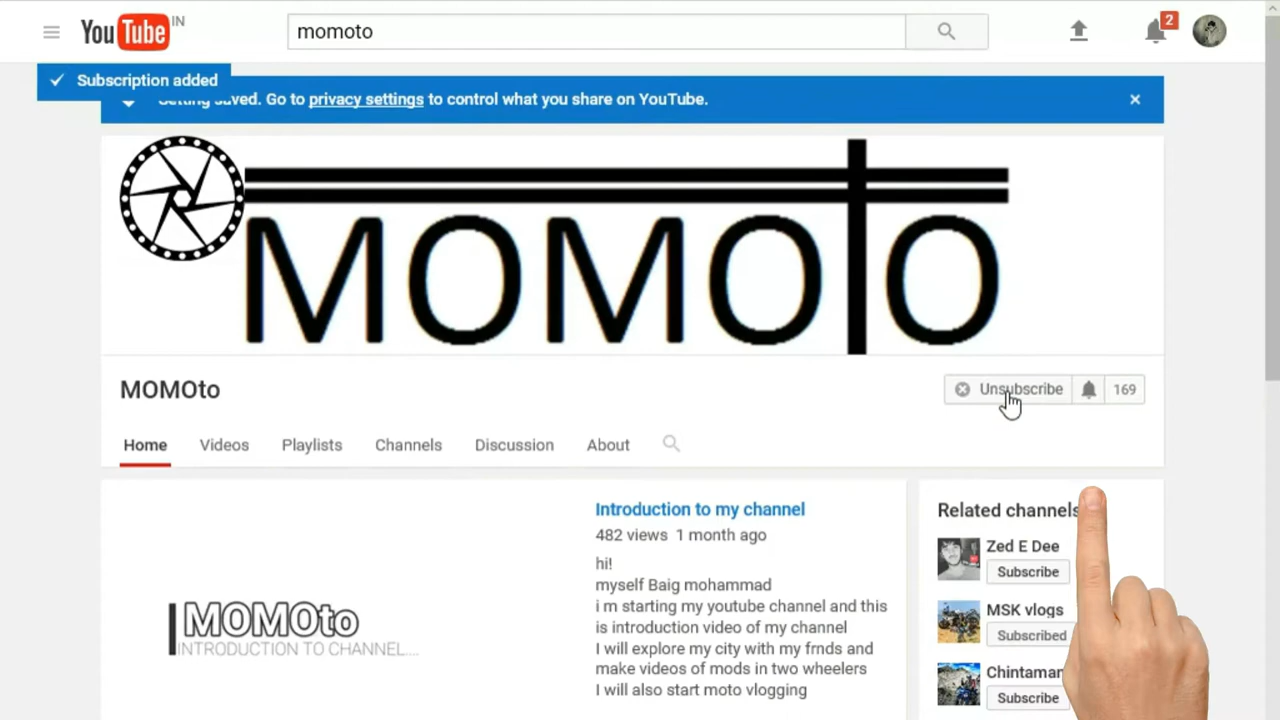 YouTube IN
momoto
2
Subscription added
Setting saved. Go to privacy settings to control what you share on YouTube.
MOMOtO
MOMOto
Unsubscribe
169
Home
Videos
Playlists
Channels
Discussion
About
Introduction to my channel
482 views 1 month ago
hi!
myself Baig mohammad
i m starting my youtube channel and this
is introduction video of my channel
I will explore my city with my frnds and
make videos of mods in two wheelers
I will also start moto vlogging
MOMOto
INTRODUCTION TO CHANNEL....
Related channels
Zed E Dee
Subscribe
MSK vlogs
Subscribed
Subscribe